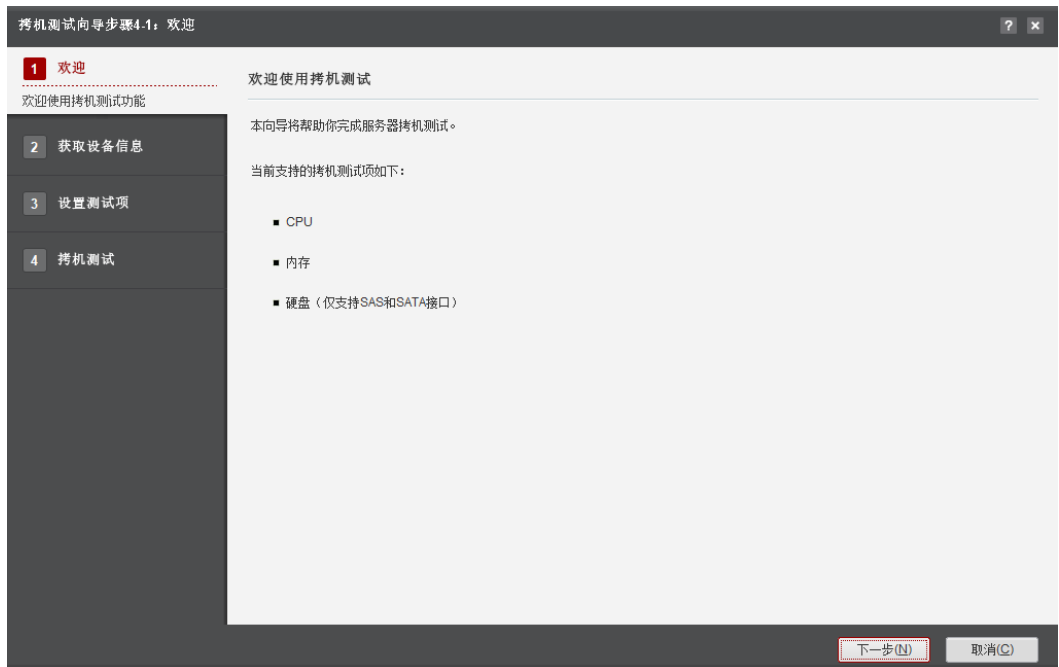 拷机测试向导步骤4-1：欢迎
? ×
1 欢迎
欢迎使用拷机测试功能
2 获取设备信息
3 设置测试项
4 拷机测试
欢迎使用拷机测试
本向导将帮助你完成服务器拷机测试。
当前支持的拷机测试项如下：
■ CPU
■ 内存
■ 硬盘（仅支持SAS和SATA接口）
下一步(N) 取消(C)